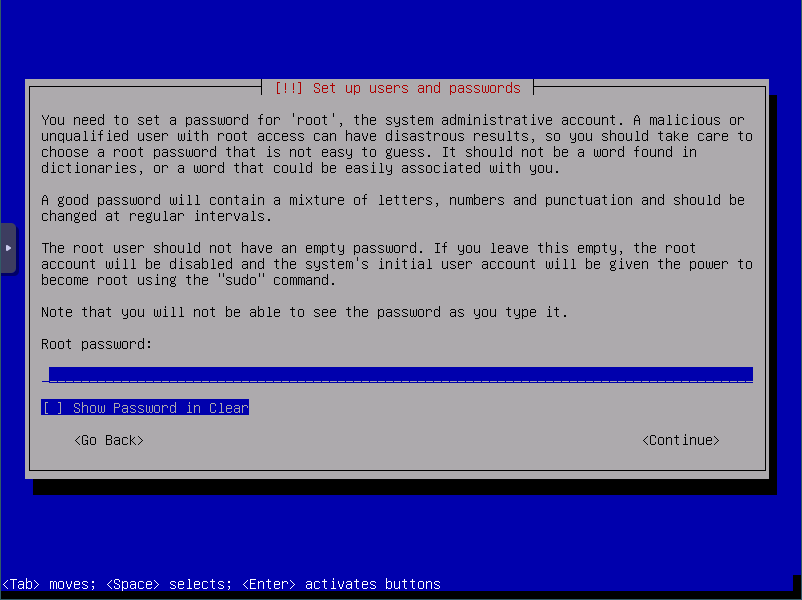 [!!] Set up users and passwords
You need to set a password for 'root', the system administrative account. A malicious or
unqualified user with root access can have disastrous results, so you should take care to
choose a root password that is not easy to guess. It should not be a word found in
dictionaries, or a word that could be easily associated with you.
A good password will contain a mixture of letters, numbers and punctuation and should be
changed at regular intervals.
The root user should not have an empty password. If you leave this empty, the root
account will be disabled and the system's initial user account will be given the power to
become root using the "sudo" command.
Note that you will not be able to see the password as you type it.
Root password:
[ ] Show Password in Clear
<Go Back> <Continue>
<Tab> moves; <Space> selects; <Enter> activates buttons